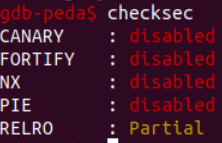 gdb-peda$ checksec
CANARY    : disabled
FORTIFY   : disabled
NX        : disabled
PIE       : disabled
RELRO     : Partial